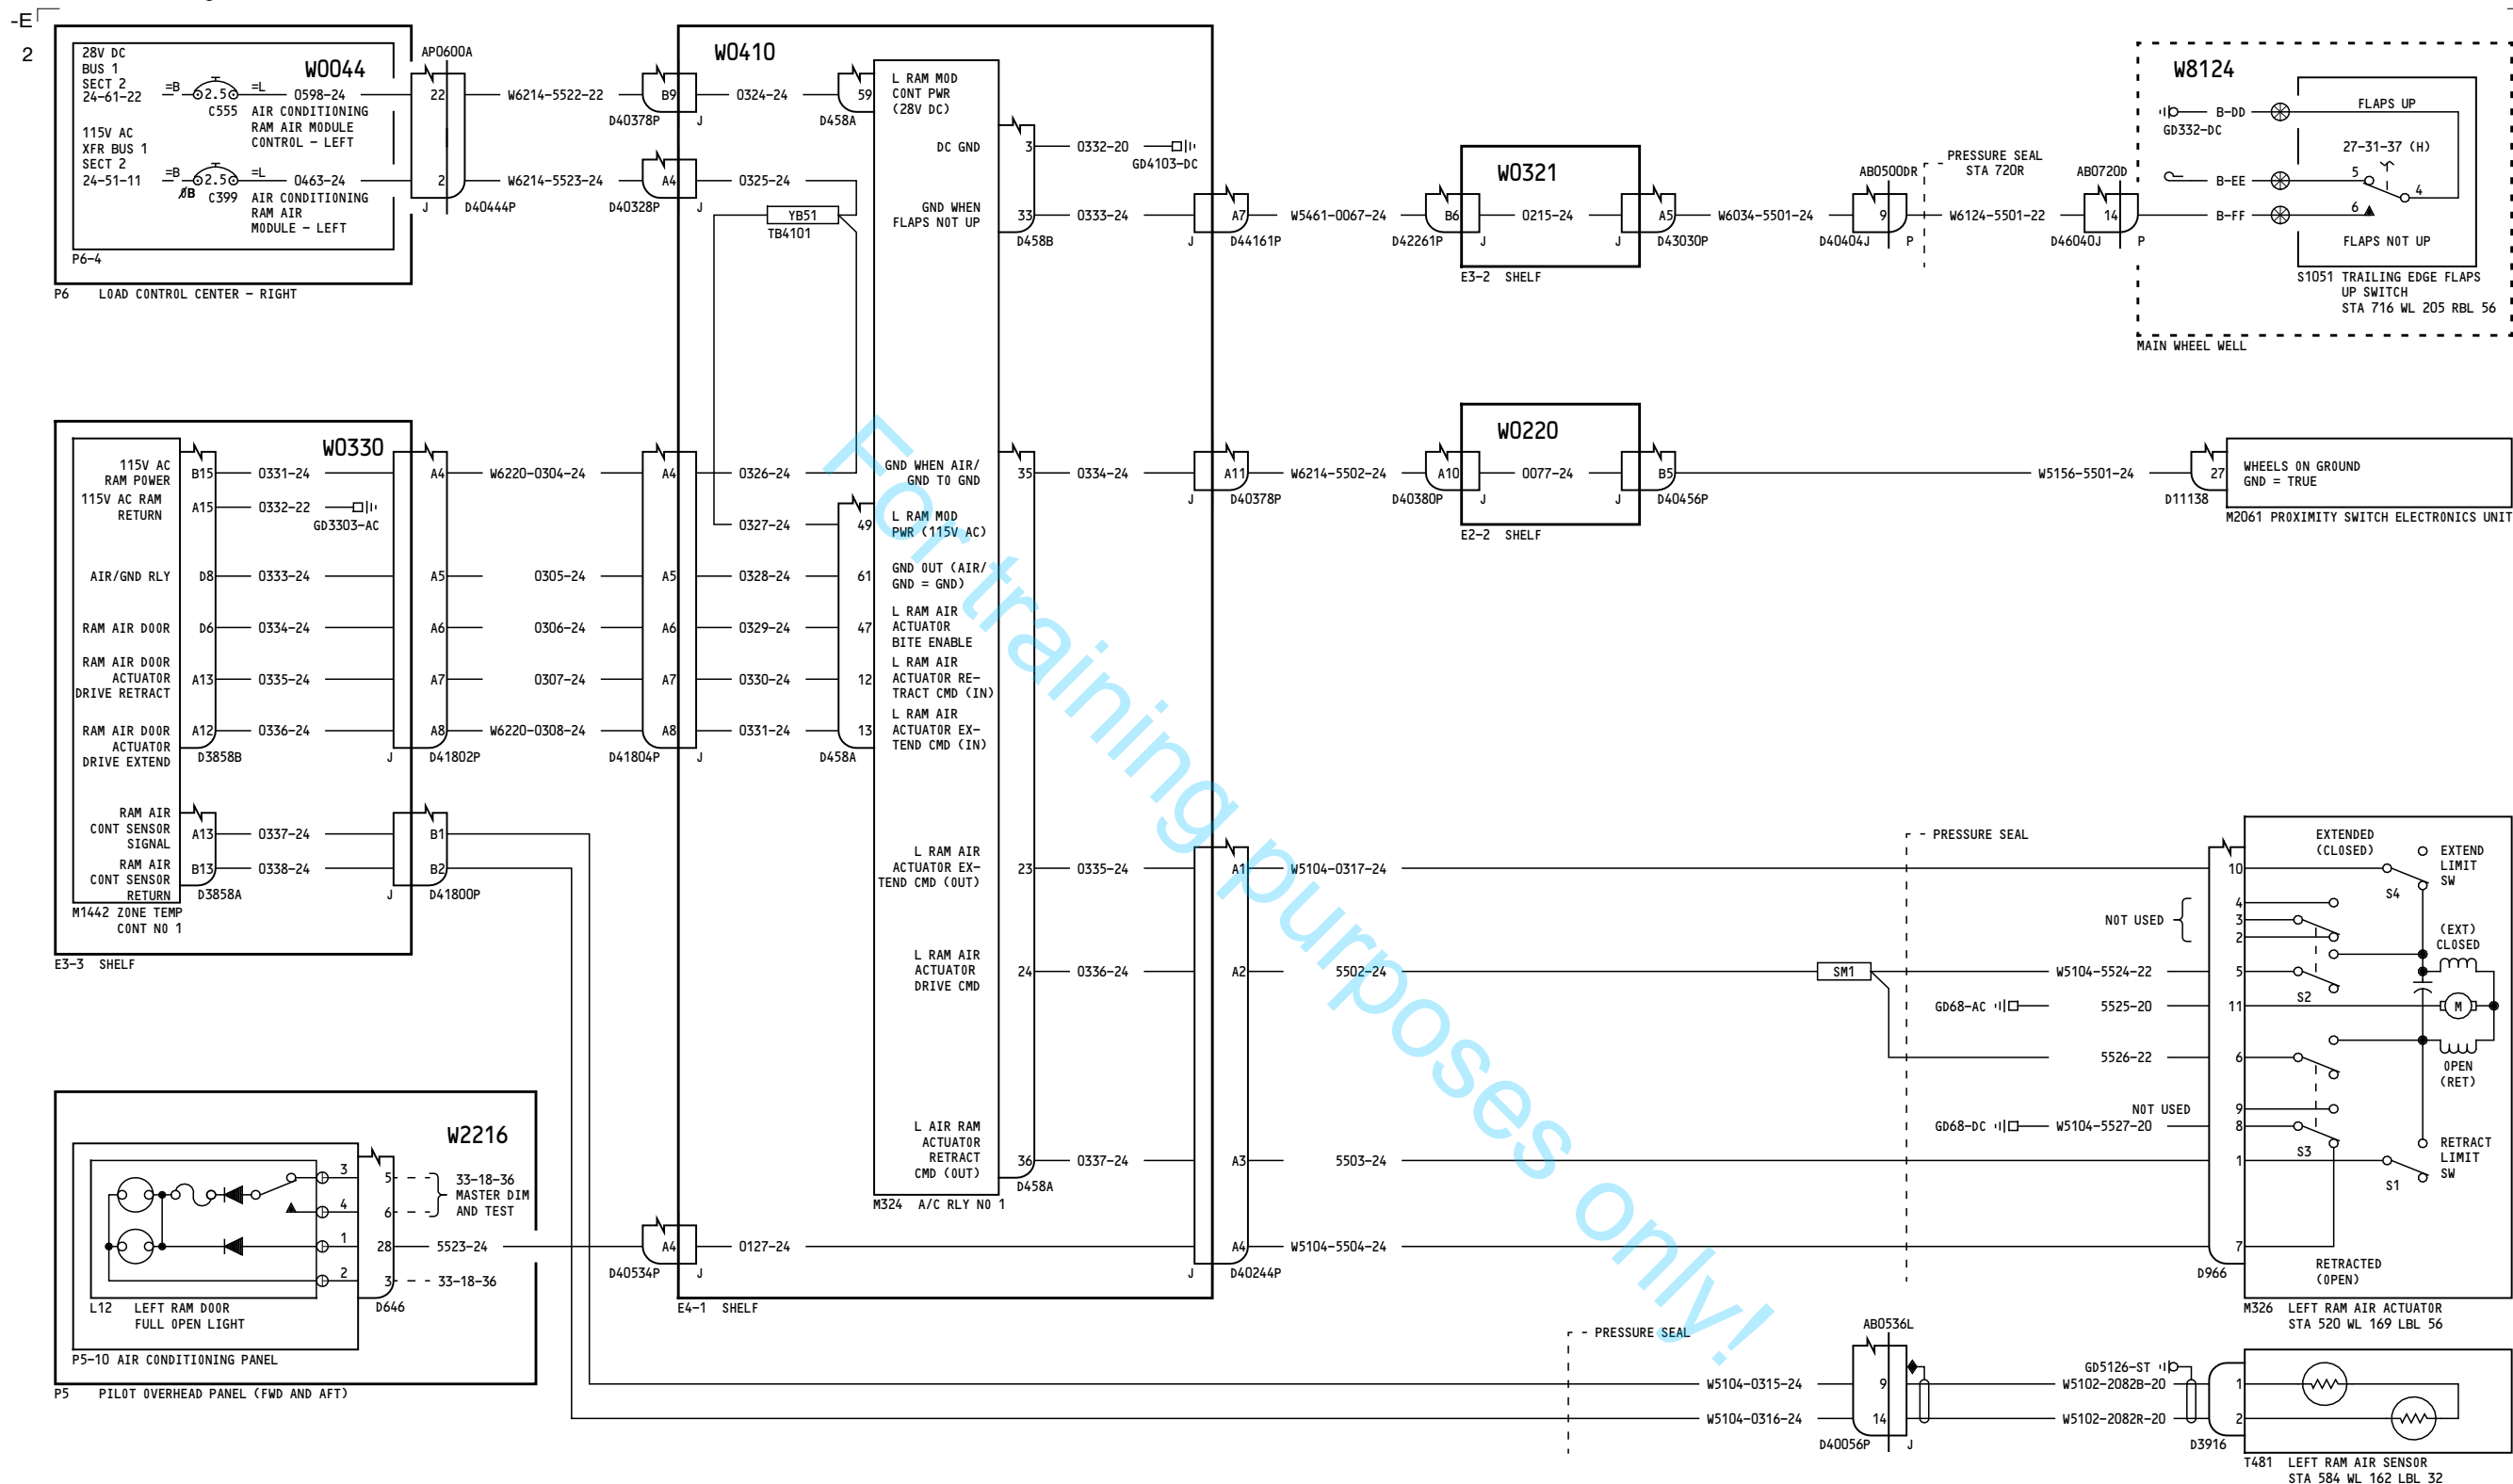 -E
2
28V DC
BUS 1
SECT 2
24-61-22
=B
2.5
=L
C555
0598-24
AIR CONDITIONING
RAM AIR MODULE
CONTROL - LEFT
W0044
115V AC
XFR BUS 1
SECT 2
24-51-11
=B
ØB
2.5
=L
C399
0463-24
AIR CONDITIONING
RAM AIR
MODULE - LEFT
P6-4
P6 LOAD CONTROL CENTER - RIGHT
AP0600A
22
2
J
D40444P
W6214-5522-22
W6214-5523-24
B9
D40378P
J
A4
D40328P
J
W0410
0324-24
59
D458A
0325-24
YB51
TB4101
L RAM MOD
CONT PWR
(28V DC)
DC GND
3
0332-20
GD4103-DC
GND WHEN
FLAPS NOT UP
33
D458B
0333-24
A7
J
D44161P
W5461-0067-24
B6
D42261P
J
W0321
0215-24
A5
J
D43030P
E3-2 SHELF
W6034-5501-24
AB0500DR
9
D40404J
P
PRESSURE SEAL
STA 720R
W6124-5501-22
AB0720D
14
D46040J
P
W8124
GD332-DC
B-DD
B-EE
B-FF
FLAPS UP
27-31-37 (H)
5
4
6
FLAPS NOT UP
S1051 TRAILING EDGE FLAPS
UP SWITCH
STA 716 WL 205 RBL 56
MAIN WHEEL WELL
W0330
115V AC
RAM POWER
B15
0331-24
A4
W6220-0304-24
A4
0326-24
115V AC RAM
RETURN
A15
0332-22
GD3303-AC
AIR/GND RLY
D8
0333-24
A5
0305-24
A5
0328-24
61
RAM AIR DOOR
D6
0334-24
A6
0306-24
A6
0329-24
47
RAM AIR DOOR
ACTUATOR
DRIVE RETRACT
A13
0335-24
A7
0307-24
A7
0330-24
12
RAM AIR DOOR
ACTUATOR
DRIVE EXTEND
A12
0336-24
A8
W6220-0308-24
A8
0331-24
13
D3858B
J
D41802P
D41804P
J
D458A
0327-24
49
GND WHEN AIR/
GND TO GND
35
0334-24
A11
J
D40378P
W6214-5502-24
A10
D40380P
J
W0220
0077-24
B5
J
D40456P
E2-2 SHELF
W5156-5501-24
27
D11138
WHEELS ON GROUND
GND = TRUE
M2061 PROXIMITY SWITCH ELECTRONICS UNIT
L RAM MOD
PWR (115V AC)
GND OUT (AIR/
GND = GND)
L RAM AIR
ACTUATOR
BITE ENABLE
L RAM AIR
ACTUATOR RE-
TRACT CMD (IN)
L RAM AIR
ACTUATOR EX-
TEND CMD (IN)
RAM AIR
CONT SENSOR
SIGNAL
A13
0337-24
B1
RAM AIR
CONT SENSOR
RETURN
B13
0338-24
B2
D3858A
J
D41800P
M1442 ZONE TEMP
CONT NO 1
E3-3 SHELF
L RAM AIR
ACTUATOR EX-
TEND CMD (OUT)
23
0335-24
A1
W5104-0317-24
L RAM AIR
ACTUATOR
DRIVE CMD
24
0336-24
A2
5502-24
SM1
L AIR RAM
ACTUATOR
RETRACT
CMD (OUT)
36
D458A
0337-24
A3
5503-24
M324 A/C RLY NO 1
PRESSURE SEAL
NOT USED
W5104-5524-22
GD68-AC
5525-20
5526-22
NOT USED
GD68-DC
W5104-5527-20
10
4
3
2
5
11
6
9
8
1
7
D966
EXTENDED
(CLOSED)
EXTEND
LIMIT
SW
S4
(EXT)
CLOSED
S2
M
OPEN
(RET)
S3
RETRACT
LIMIT
SW
S1
RETRACTED
(OPEN)
M326 LEFT RAM AIR ACTUATOR
STA 520 WL 169 LBL 56
W2216
3
4
1
2
5
6
28
3
33-18-36
MASTER DIM
AND TEST
5523-24
33-18-36
D646
L12 LEFT RAM DOOR
FULL OPEN LIGHT
P5-10 AIR CONDITIONING PANEL
P5 PILOT OVERHEAD PANEL (FWD AND AFT)
A4
D40534P
J
0127-24
A4
J
D40244P
W5104-5504-24
E4-1 SHELF
PRESSURE SEAL
W5104-0315-24
W5104-0316-24
AB0536L
9
14
D40056P
J
GD5126-ST
W5102-2082B-20
W5102-2082R-20
1
2
D3916
T481 LEFT RAM AIR SENSOR
STA 584 WL 162 LBL 32
For training purposes only!